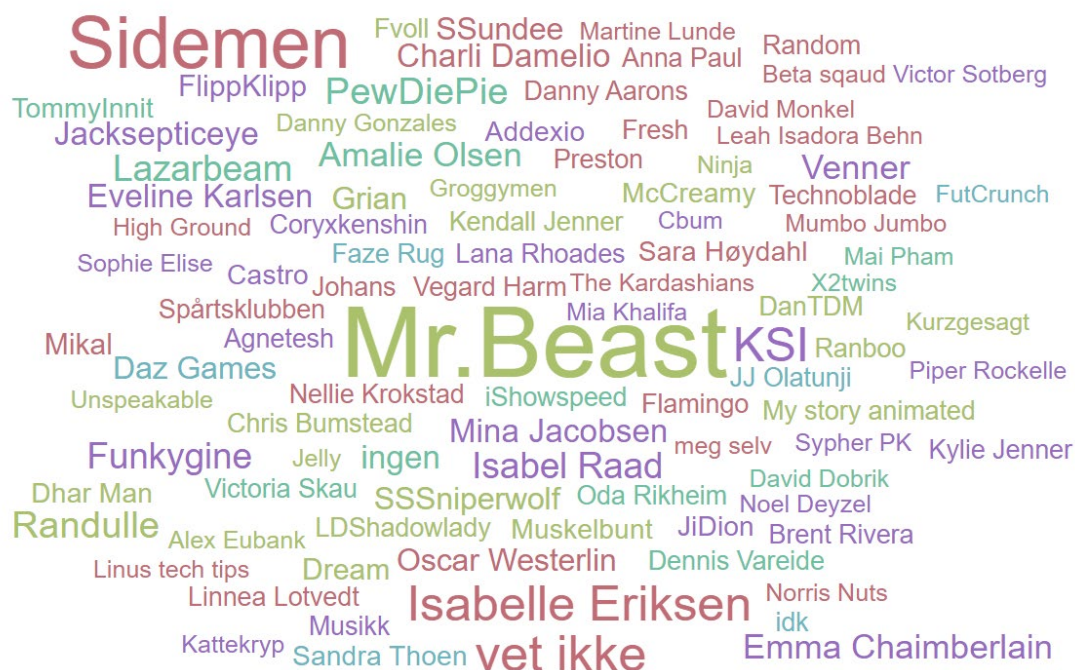 Sidemen
Fvoll
SSundee
Martine Lunde
Charli Damelio
Anna Paul
Random
Beta sqaud
Victor Sotberg
FlippKlipp
PewDiePie
Danny Aarons
TommyInnit
David Monkel
Jacksepticeye
Danny Gonzales
Addexio
Fresh
Leah Isadora Behn
Lazarbeam
Amalie Olsen
Preston
Ninja
Venner
Eveline Karlsen
Grian
Groggymen
McCreamy
Technoblade
FutCrunch
High Ground
Coryxkenshin
Kendall Jenner
Cbum
Mumbo Jumbo
Sophie Elise
Castro
Faze Rug
Lana Rhoades
Sara Høydahl
Mai Pham
Johans
Vegard Harm
The Kardashians
X2twins
Spårtsklubben
Mia Khalifa
DanTDM
Kurzgesagt
Mikal
Agnetesh
Mr.Beast
KSI
Ranboo
Daz Games
JJ Olatunji
Piper Rockelle
Unspeakable
Nellie Krokstad
iShowspeed
Flamingo
My story animated
Chris Bumstead
Mina Jacobsen
meg selv
Sypher PK
Kylie Jenner
Funkygine
Jelly
ingen
Isabel Raad
Dhar Man
Victoria Skau
SSSniperwolf
Oda Rikheim
David Dobrik
Noel Deyzel
Randulle
Alex Eubank
LDShadowlady
Muskelbunt
JiDion
Brent Rivera
Linus tech tips
Dream
Oscar Westerlin
Dennis Vareide
Linnea Lotvedt
Isabelle Eriksen
Norris Nuts
Musikk
idk
Kattekryp
Sandra Thoen
vet ikke
Emma Chaimberlain